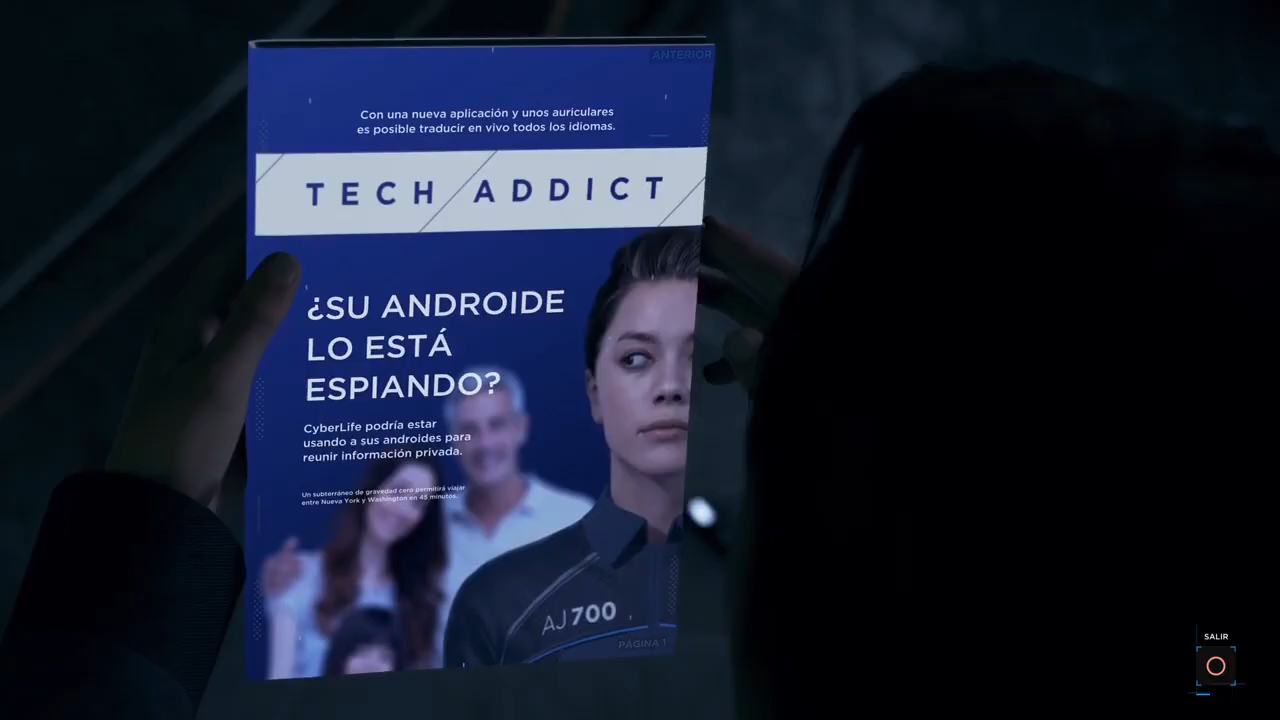 ANTERIOR
Con una nueva aplicación y unos auriculares
es posible traducir en vivo todos los idiomas.
TECH ADDICT
¿SU ANDROIDE
LO ESTÁ
ESPIANDO?
CyberLife podría estar
usando a sus androides para
reunir información privada.
Un subterráneo de gravedad cero permitirá viajar
entre Nueva York y Washington en 45 minutos.
AJ700
PÁGINA 1
SALIR